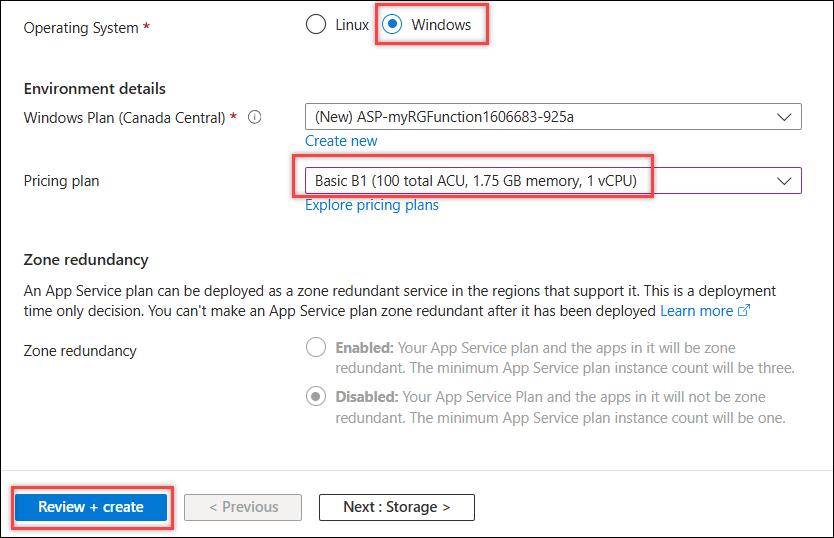 Operating System * Linux Windows
Environment details
Windows Plan (Canada Central) * (New) ASP-myRGFunction1606683-925a
Create new
Pricing plan Basic B1 (100 total ACU, 1.75 GB memory, 1 vCPU)
Explore pricing plans
Zone redundancy
An App Service plan can be deployed as a zone redundant service in the regions that support it. This is a deployment
time only decision. You can't make an App Service plan zone redundant after it has been deployed Learn more
Zone redundancy Enabled: Your App Service plan and the apps in it will be zone
redundant. The minimum App Service plan instance count will be three.
Disabled: Your App Service Plan and the apps in it will not be zone
redundant. The minimum App Service plan instance count will be one.
Review + create < Previous Next : Storage >